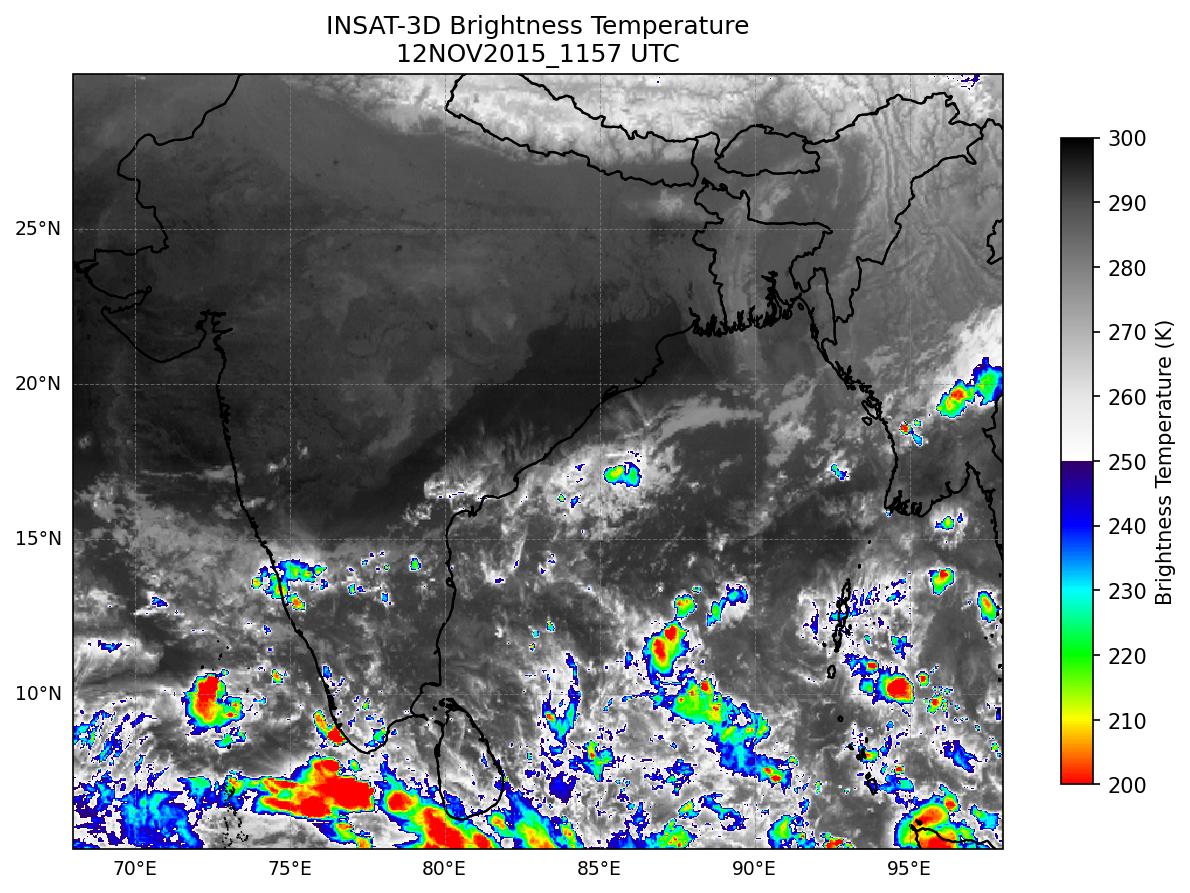 INSAT-3D Brightness Temperature
12NOV2015_1157 UTC
25°N
20°N
15°N
10°N
70°E
75°E
80°E
85°E
90°E
95°E
300
290
280
270
260
250
240
230
220
210
200
Brightness Temperature (K)